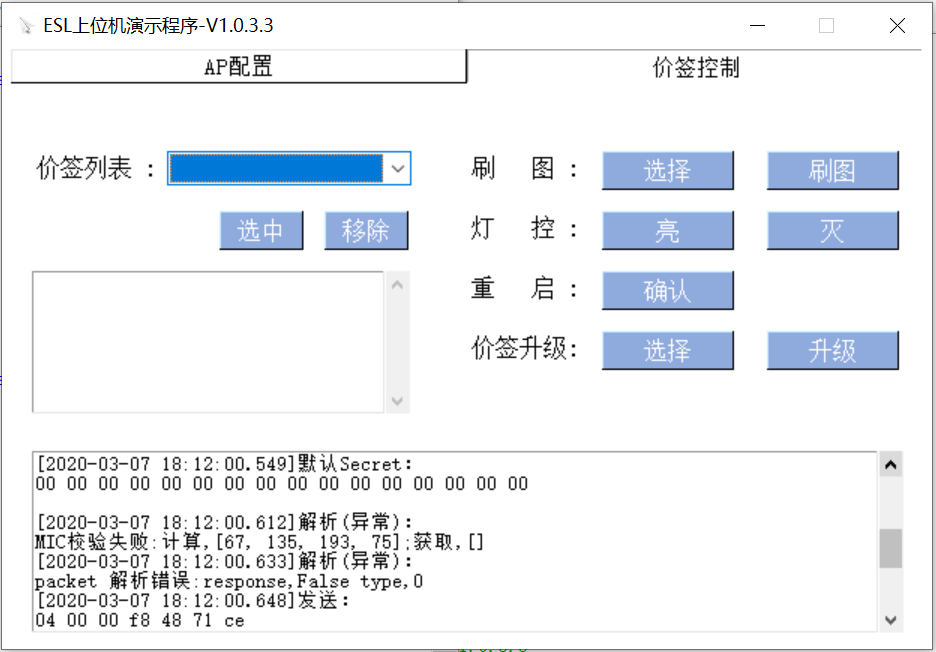 ESL上位机演示程序-V1.0.3.3
AP配置
价签控制
价签列表：
选中
移除
刷 图：
选择
刷图
灯 控：
亮
灭
重 启：
确认
价签升级：
选择
升级
[2020-03-07 18:12:00.549]默认Secret:
00 00 00 00 00 00 00 00 00 00 00 00 00 00 00 00
[2020-03-07 18:12:00.612]解析(异常):
MIC校验失败:计算,[67, 135, 193, 75];获取,[]
[2020-03-07 18:12:00.633]解析(异常):
packet 解析错误:response,False type,0
[2020-03-07 18:12:00.648]发送:
04 00 00 f8 48 71 ce